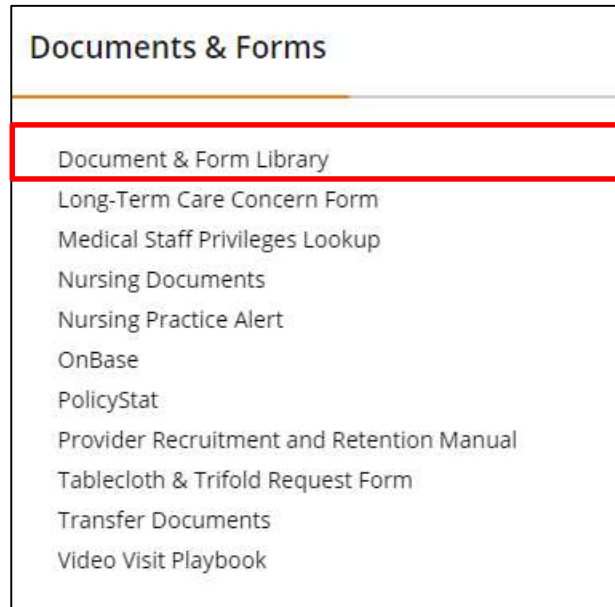 Documents & Forms
Document & Form Library
Long-Term Care Concern Form
Medical Staff Privileges Lookup
Nursing Documents
Nursing Practice Alert
OnBase
PolicyStat
Provider Recruitment and Retention Manual
Tablecloth & Trifold Request Form
Transfer Documents
Video Visit Playbook